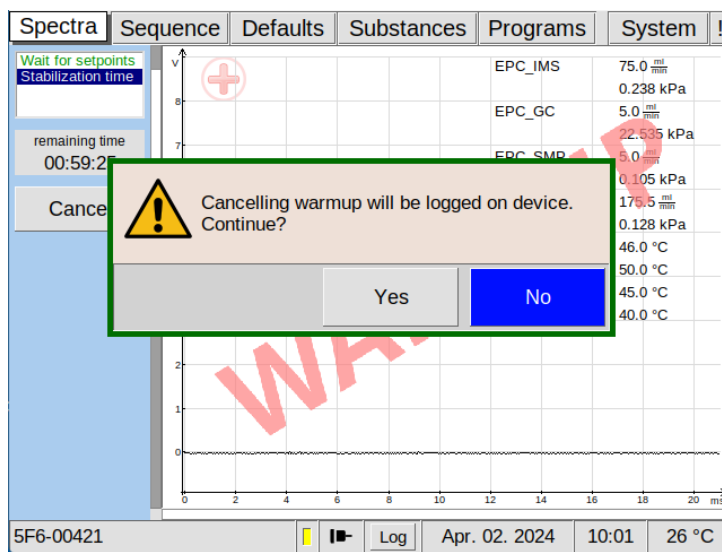 Spectra Sequence Defaults Substances Programs System !
Wait for setpoints
Stabilization time
remaining time
00:59:25
Cance
V
EPC_IMS 75.0 ml/min
0.238 kPa
EPC_GC 5.0 ml/min
22.535 kPa
EPC_SMP 5.0 ml/min
0.105 kPa
175.5 ml/min
0.128 kPa
46.0 °C
50.0 °C
45.0 °C
40.0 °C
8
7
2
1
0
Cancelling warmup will be logged on device.
Continue?
Yes No
0 2 4 6 8 10 12 14 16 18 20 ms
5F6-00421 Log Apr. 02. 2024 10:01 26 °C